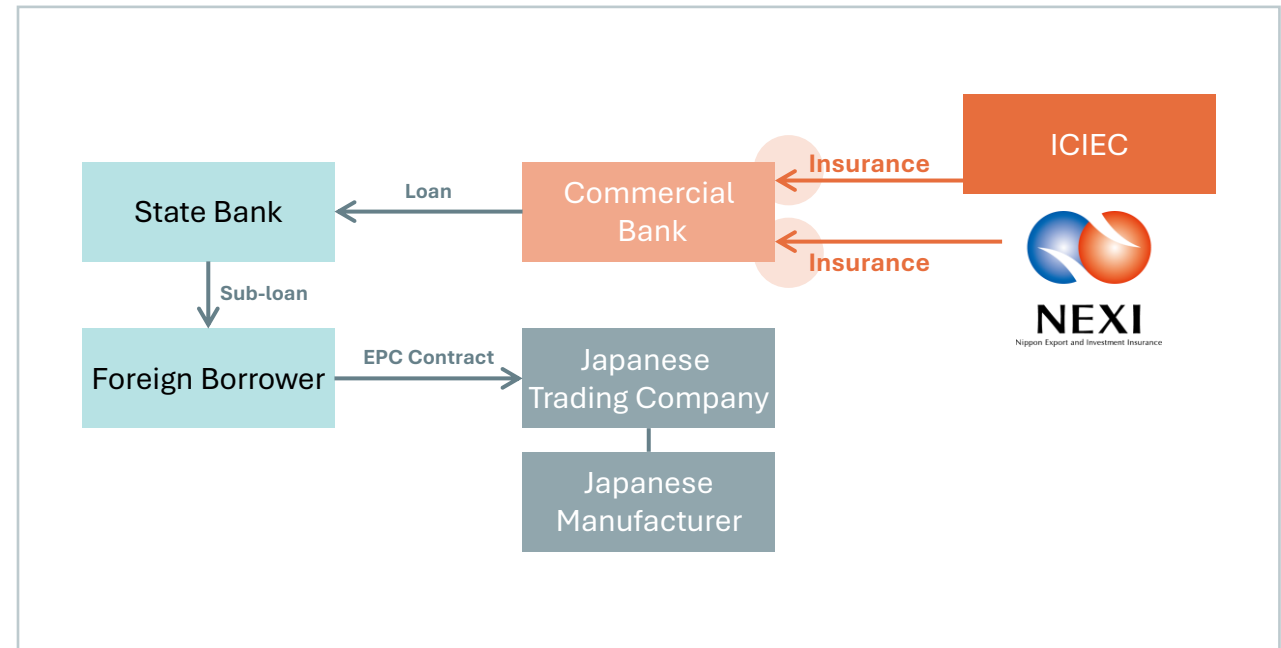 ICIEC
Insurance
State Bank
Loan
Commercial
Bank
Insurance
NEXI
Nippon Export and Investment Insurance
Sub-loan
Foreign Borrower
EPC Contract
Japanese
Trading Company
Japanese
Manufacturer